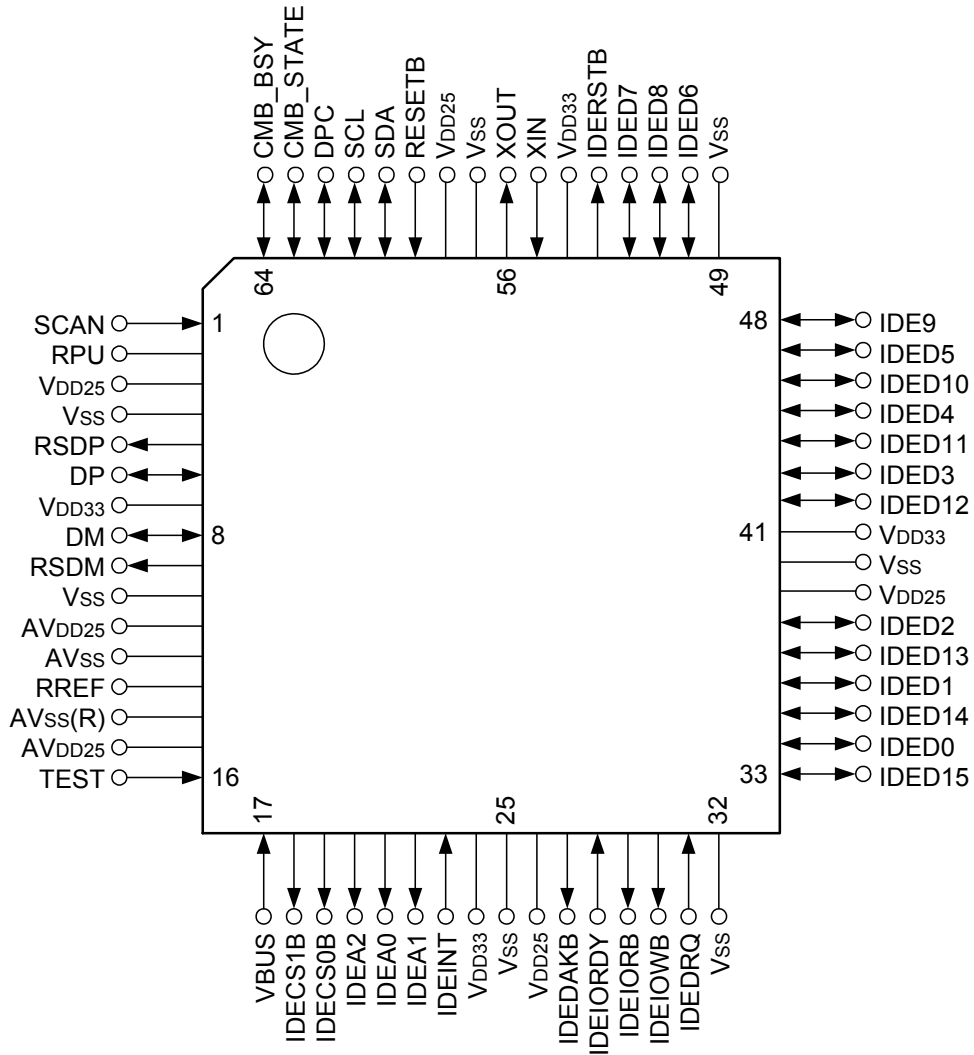 CMB_BSY
CMB_STATE
DPC
SCL
SDA
RESETB
VDD25
VSS
XOUT
XIN
VDD33
IDERSTB
IDED7
IDED8
IDED6
VSS
64
56
49
SCAN
1
RPU
VDD25
VSS
RSDP
DP
VDD33
DM
8
RSDM
VSS
AVDD25
AVSS
RREF
AVSS(R)
AVDD25
TEST
16
48
IDE9
IDED5
IDED10
IDED4
IDED11
IDED3
IDED12
41
VDD33
VSS
VDD25
IDED2
IDED13
IDED1
IDED14
IDED0
33
IDED15
17
25
32
VBUS
IDECS1B
IDECS0B
IDEA2
IDEA0
IDEA1
IDEINT
VDD33
VSS
VDD25
IDEDAKB
IDEIORDY
IDEIORB
IDEIOWB
IDEDRQ
VSS